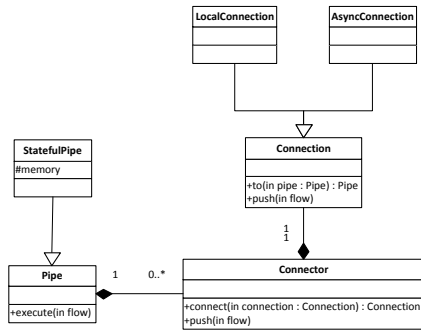 LocalConnection
AsyncConnection
StatefulPipe
#memory
Connection
+to(in pipe : Pipe) : Pipe
+push(in flow)
1
1
Pipe
+execute(in flow)
1
0..*
Connector
+connect(in connection : Connection) : Connection
+push(in flow)